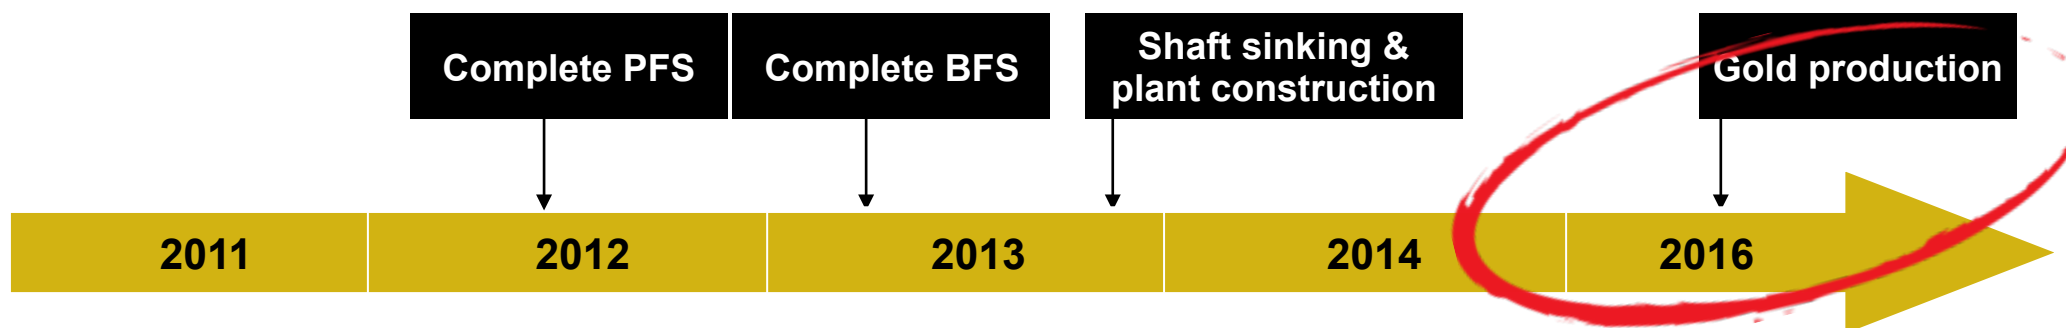 Complete PFS
Complete BFS
Shaft sinking &
plant construction
Gold production
2011
2012
2013
2014
2016